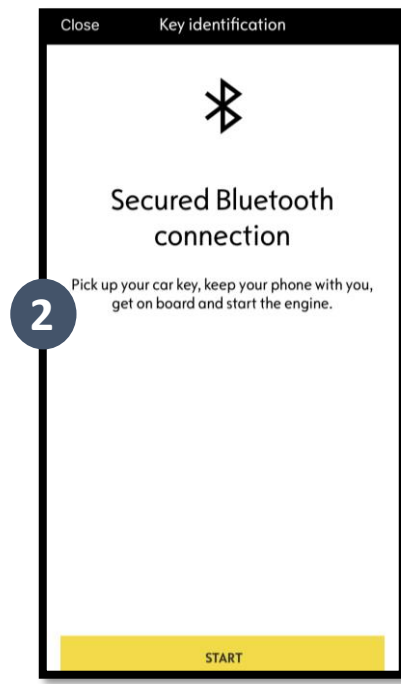 Close Key identification
Secured Bluetooth
connection
Pick up your car key, keep your phone with you,
get on board and start the engine.
2
START